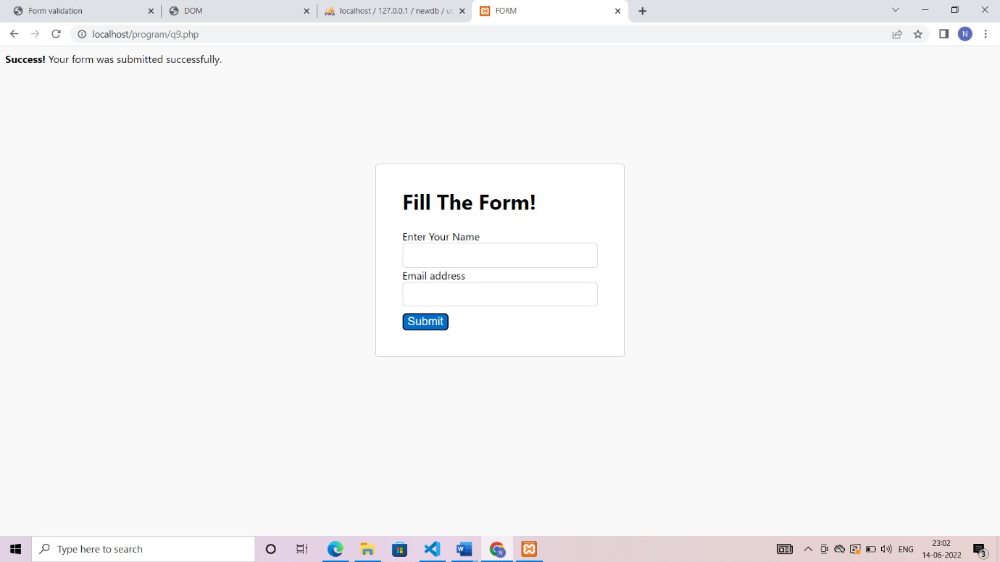 Form validation
DOM
PMA
localhost / 127.0.0.1 / newdb / us
FORM
localhost/program/q9.php
N
Success! Your form was submitted successfully.
Fill The Form!
Enter Your Name
Email address
Submit
Type here to search
W
N
ENG
23:02
14-06-2022
3